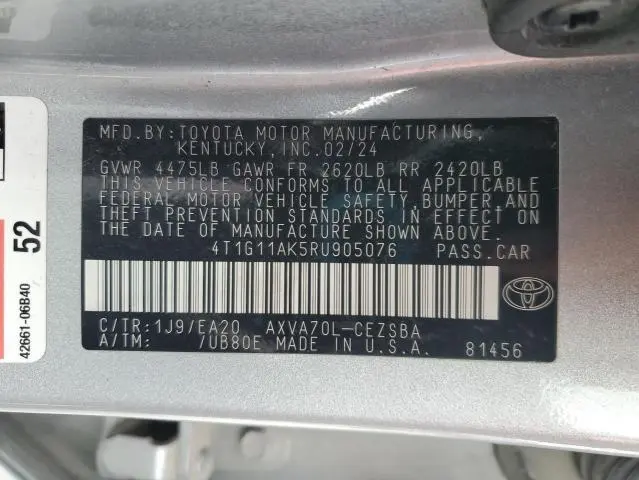 MFD.BY:TOYOTA MOTOR MANUFACTURING,
KENTUCKY,INC.02/24
GVWR 4475LB GAWR FR 2620LB RR 2420LB
THIS VEHICLE CONFORMS TO ALL APPLICABLE
FEDERAL MOTOR VEHICLE SAFETY,BUMPER,AND
THEFT PREVENTION STANDARDS IN EFFECT ON
THE DATE OF MANUFACTURE SHOWN ABOVE.
4T1G11AK5RU905076 PASS.CAR
C/TR:1J9/EA20 AXVA70L-CEZSBA
A/TM: /UB80E MADE IN U.S.A. 81456
52
42661-06B40